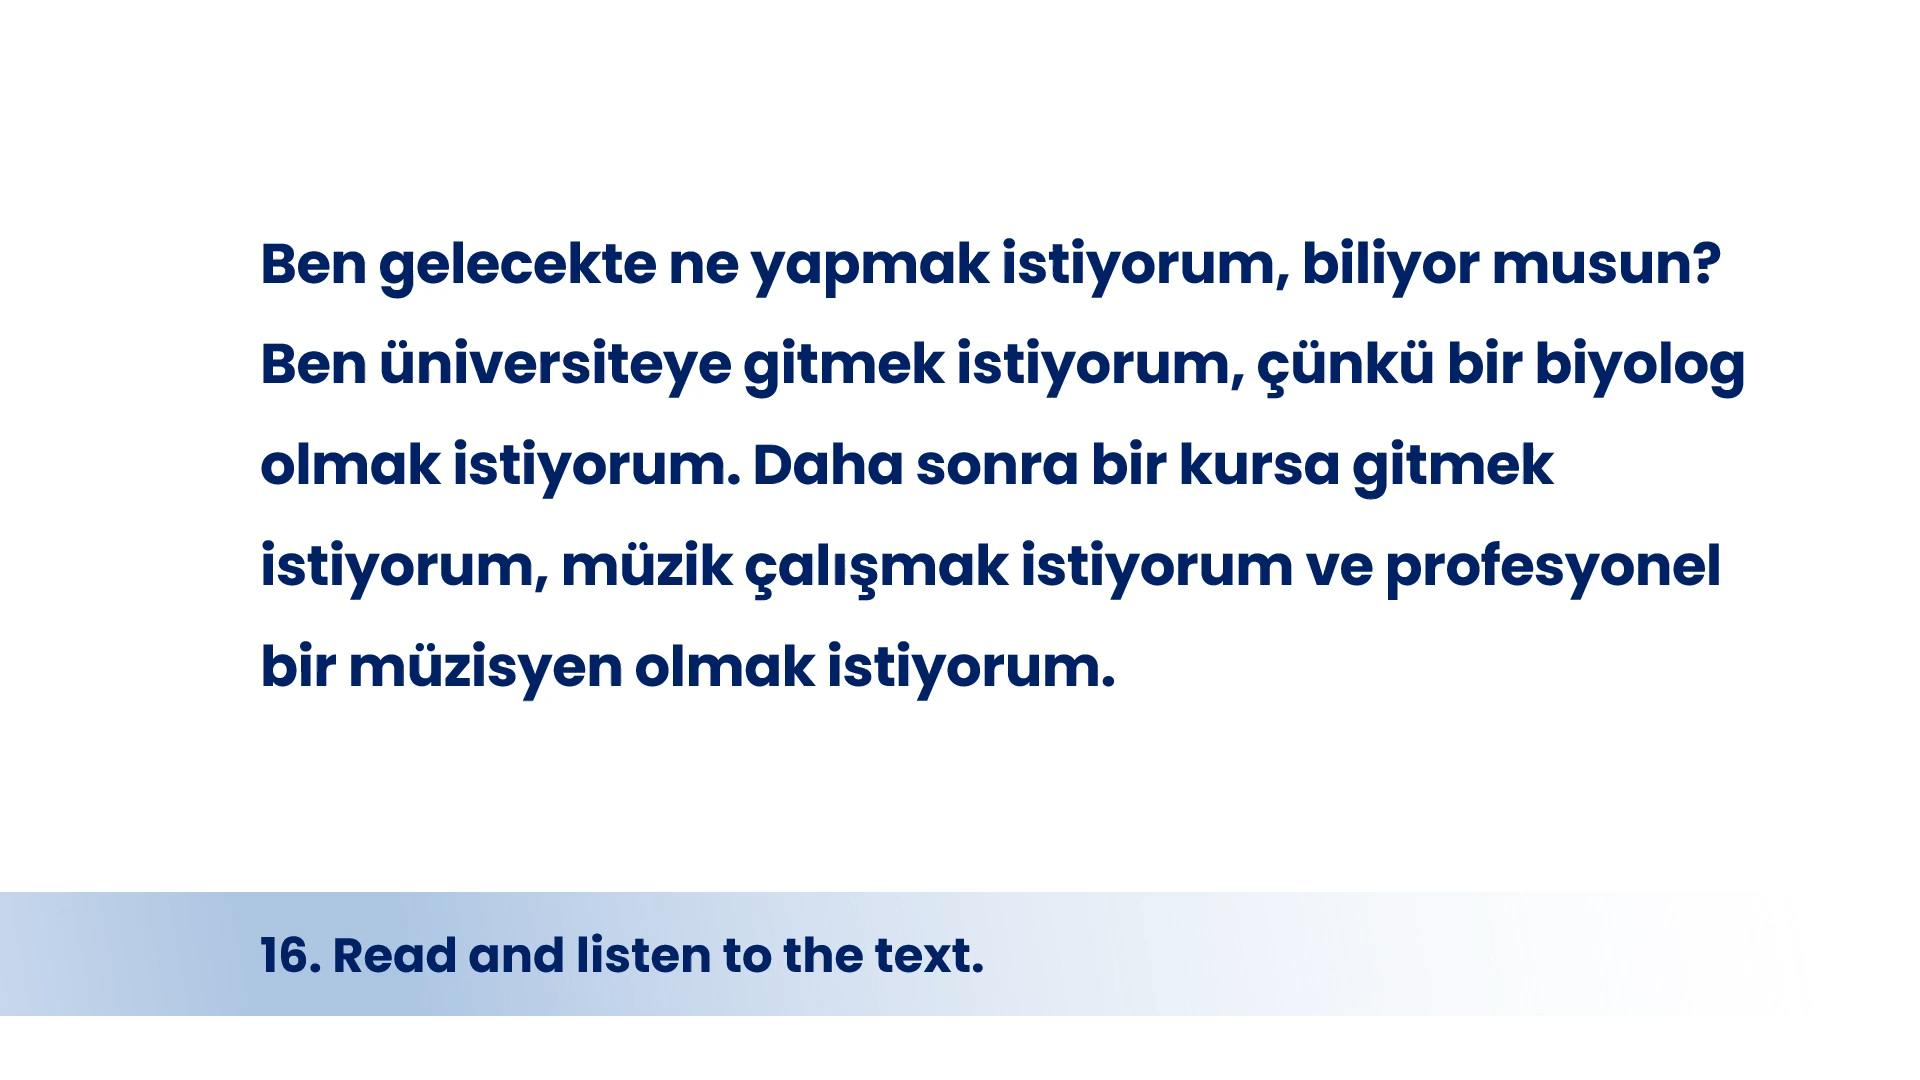 Ben gelecekte ne yapmak istiyorum, biliyor musun?
Ben üniversiteye gitmek istiyorum, çünkü bir biyolog
olmak istiyorum. Daha sonra bir kursa gitmek
istiyorum, müzik çalışmak istiyorum ve profesyonel
bir müzisyen olmak istiyorum.
16. Read and listen to the text.